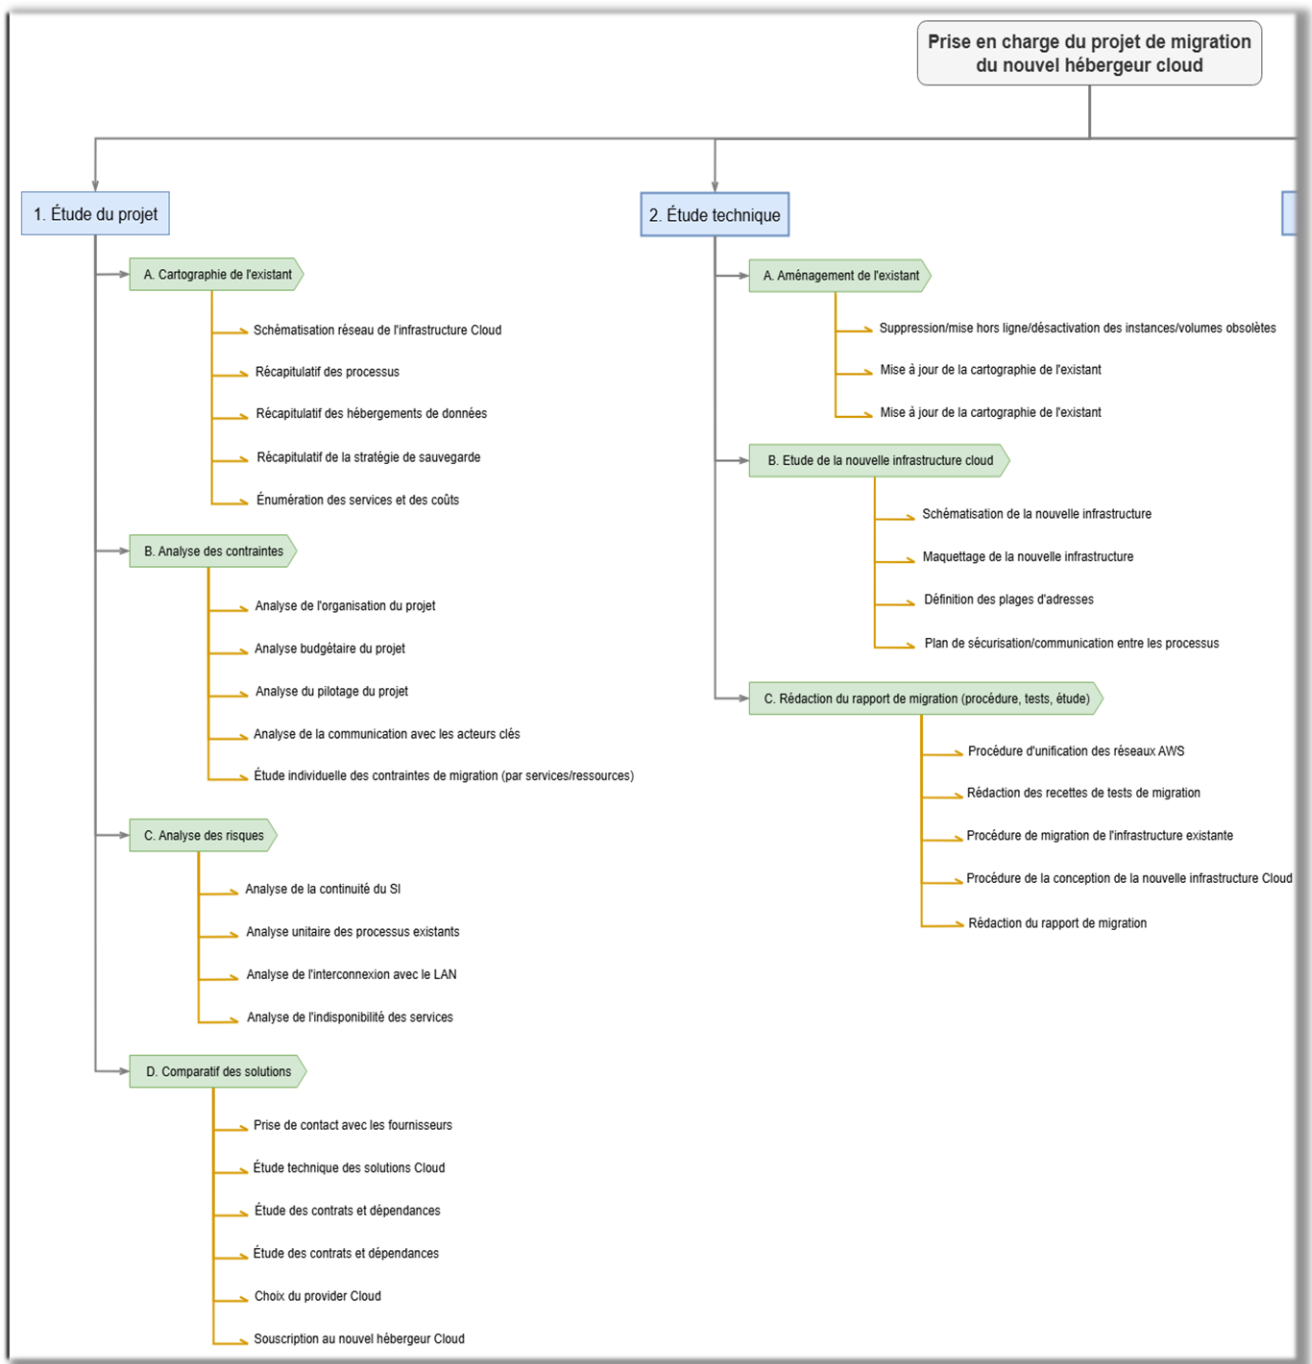 Prise en charge du projet de migration
du nouvel hébergeur cloud
1. Étude du projet
A. Cartographie de l'existant
Schématisation réseau de l'infrastructure Cloud
Récapitulatif des processus
Récapitulatif des hébergements de données
Récapitulatif de la stratégie de sauvegarde
Énumération des services et des coûts
B. Analyse des contraintes
Analyse de l'organisation du projet
Analyse budgétaire du projet
Analyse du pilotage du projet
Analyse de la communication avec les acteurs clés
Étude individuelle des contraintes de migration (par services/ressources)
C. Analyse des risques
Analyse de la continuité du SI
Analyse unitaire des processus existants
Analyse de l'interconnexion avec le LAN
Analyse de l'indisponibilité des services
D. Comparatif des solutions
Prise de contact avec les fournisseurs
Étude technique des solutions Cloud
Étude des contrats et dépendances
Étude des contrats et dépendances
Choix du provider Cloud
Souscription au nouvel hébergeur Cloud
2. Étude technique
A. Aménagement de l'existant
Suppression/mise hors ligne/désactivation des instances/volumes obsolètes
Mise à jour de la cartographie de l'existant
Mise à jour de la cartographie de l'existant
B. Etude de la nouvelle infrastructure cloud
Schématisation de la nouvelle infrastructure
Maquettage de la nouvelle infrastructure
Définition des plages d'adresses
Plan de sécurisation/communication entre les processus
C. Rédaction du rapport de migration (procédure, tests, étude)
Procédure d'unification des réseaux AWS
Rédaction des recettes de tests de migration
Procédure de migration de l'infrastructure existante
Procédure de la conception de la nouvelle infrastructure Cloud
Rédaction du rapport de migration